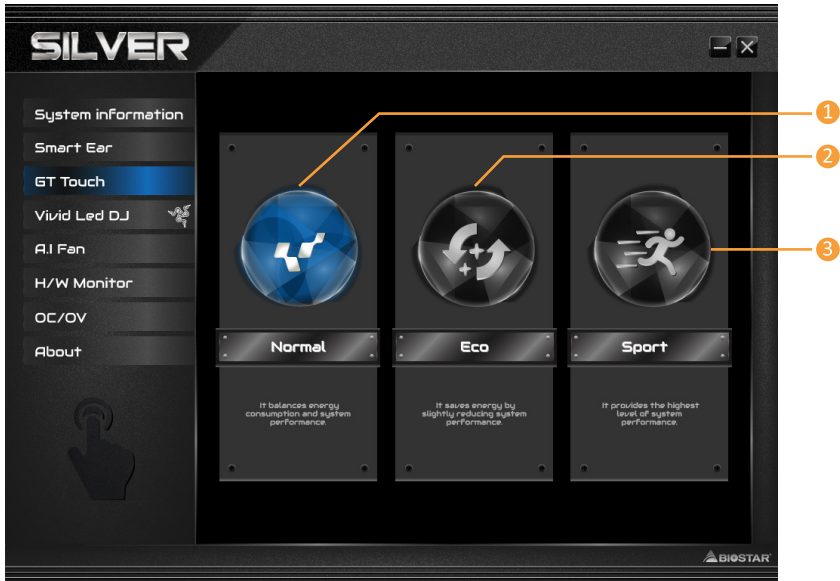 SILVER
System information
Smart Ear
GT Touch
Vivid Led DJ
A.I Fan
H/W Monitor
OC/OV
About
1
2
3
Normal
It balances energy
consumption and system
performance.
Eco
It saves energy by
slightly reducing system
performance.
Sport
It provides the highest
level of system
performance.
BIOSTAR